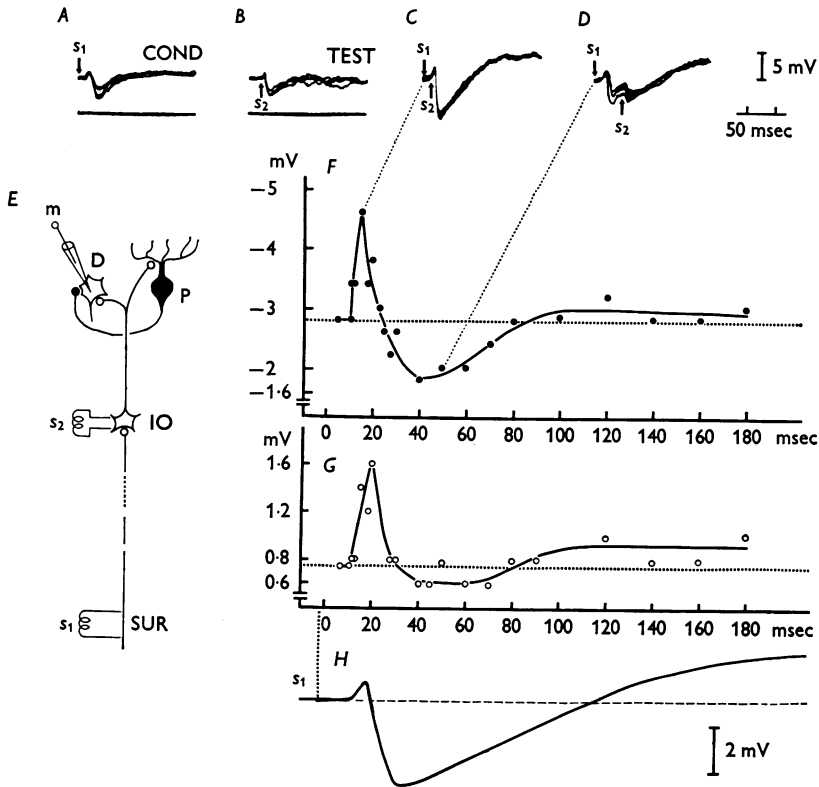 A
B
C
D
s1
COND
TEST
s2
s1
s2
s1
s2
5 mV
50 msec
E
m
D
P
s2
IO
s1
SUR
mV
F
−5
−4
−3
−2
−1·6
0 20 40 60 80 100 120 140 160 180 msec
mV
G
1·6
1·2
0·8
0·6
0 20 40 60 80 100 120 140 160 180 msec
H
s1
2 mV